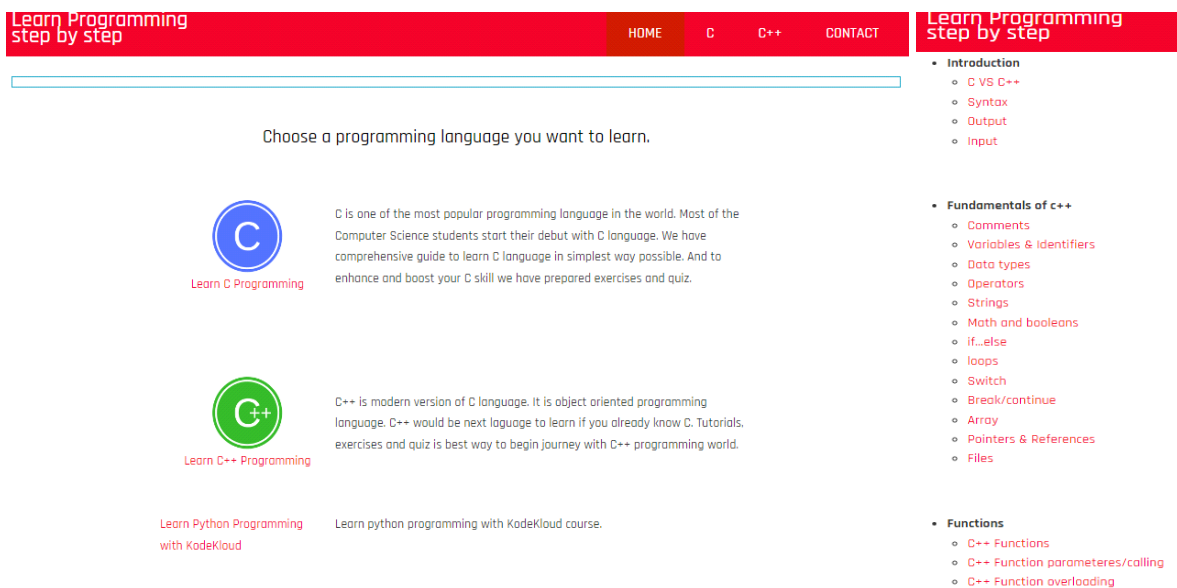 Learn Programming
step by step
HOME C C++ CONTACT
Choose a programming language you want to learn.
C
Learn C Programming
C is one of the most popular programming language in the world. Most of the
Computer Science students start their debut with C language. We have
comprehensive guide to learn C language in simplest way possible. And to
enhance and boost your C skill we have prepared exercises and quiz.
C++
Learn C++ Programming
C++ is modern version of C language. It is object oriented programming
language. C++ would be next laguage to learn if you already know C. Tutorials,
exercises and quiz is best way to begin journey with C++ programming world.
Learn Python Programming
with KodeKloud
Learn python programming with KodeKloud course.
Learn Programming
step by step
Introduction
C VS C++
Syntax
Output
Input
Fundamentals of c++
Comments
Variables & Identifiers
Data types
Operators
Strings
Math and booleans
if...else
loops
Switch
Break/continue
Array
Pointers & References
Files
Functions
C++ Functions
C++ Function parameteres/calling
C++ Function overloading